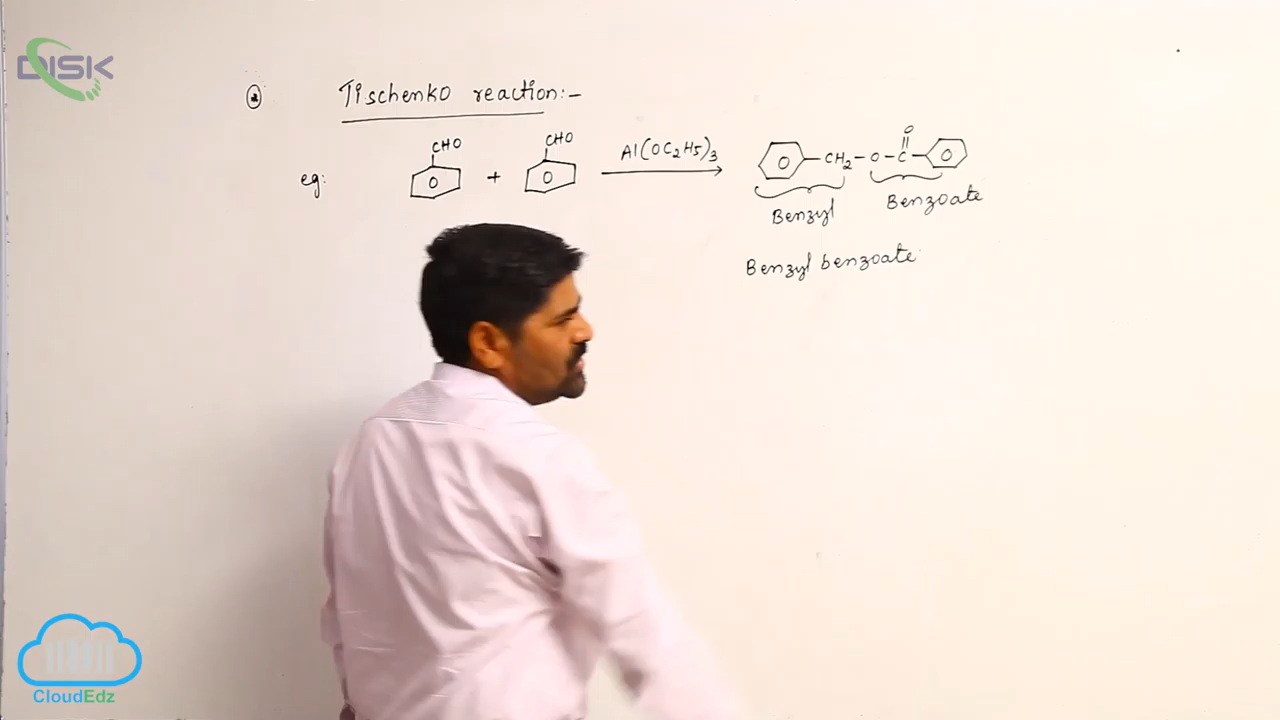 DISK
Tischenko reaction:-
eg: CHO + CHO Al(OC2H5)3 CH2-O-C-
O
Benzyl Benzoate
Benzyl benzoate
CloudEdz